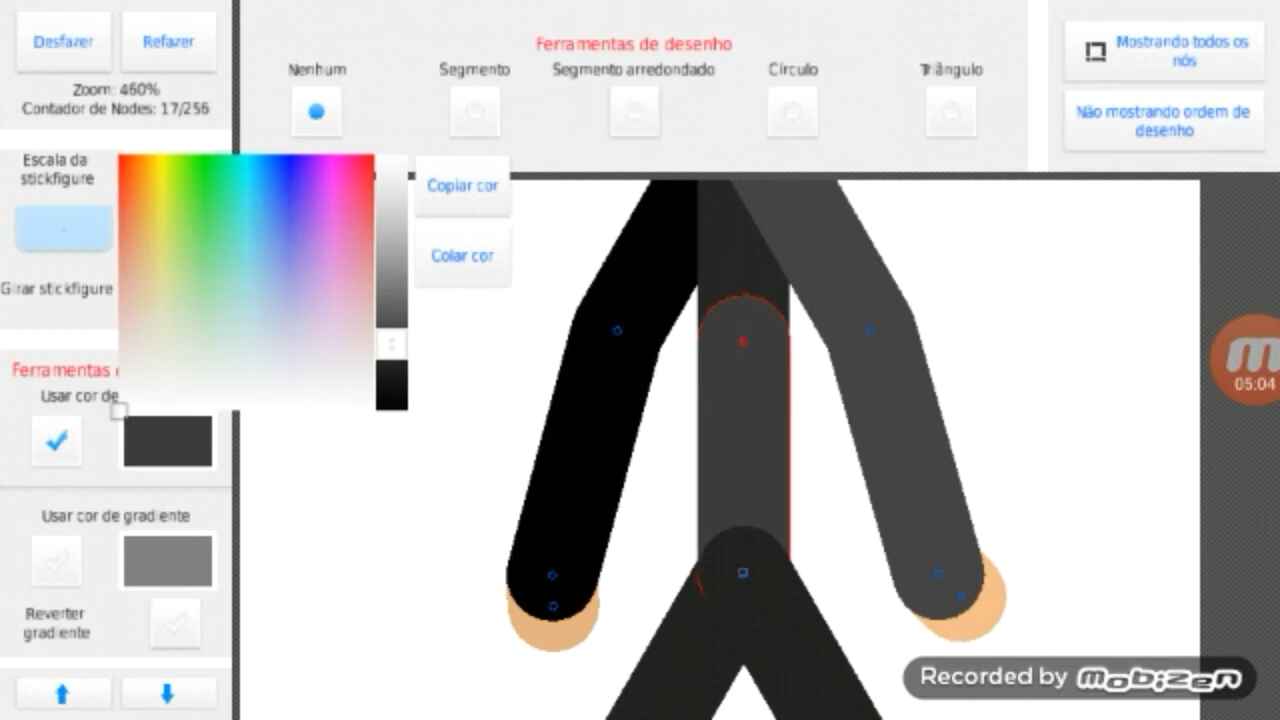 Desfazer
Refazer
Zoom: 460%
Contador de Nodes: 17/256
Escala da
stickfigure
Girar stickfigure
Ferramentas
Usar cor de
Usar cor de gradiente
Reverter
gradiente
Ferramentas de desenho
Nenhum
Segmento
Segmento arredondado
Círculo
Triângulo
Copiar cor
Colar cor
Mostrando todos os
nós
Não mostrando ordem de
desenho
05:04
Recorded by mobizen